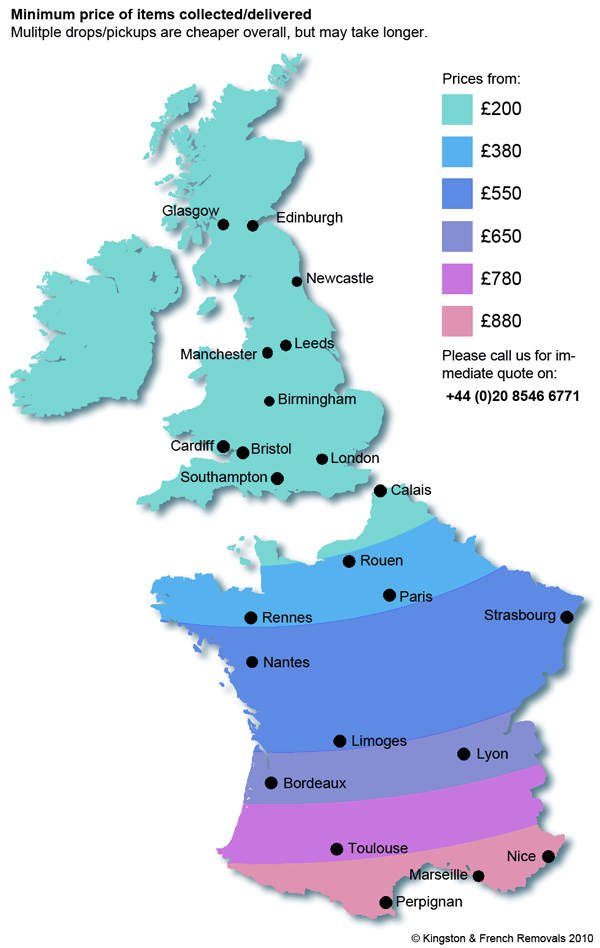 Minimum price of items collected/delivered
Mulitple drops/pickups are cheaper overall, but may take longer.
Prices from:
£200
£380
£550
£650
£780
£880
Please call us for im-
mediate quote on:
+44 (0)20 8546 6771
Glasgow
Edinburgh
Newcastle
Leeds
Manchester
Birmingham
Cardiff
Bristol
London
Southampton
Calais
Rouen
Paris
Rennes
Strasbourg
Nantes
Limoges
Lyon
Bordeaux
Toulouse
Nice
Marseille
Perpignan
© Kingston & French Removals 2010